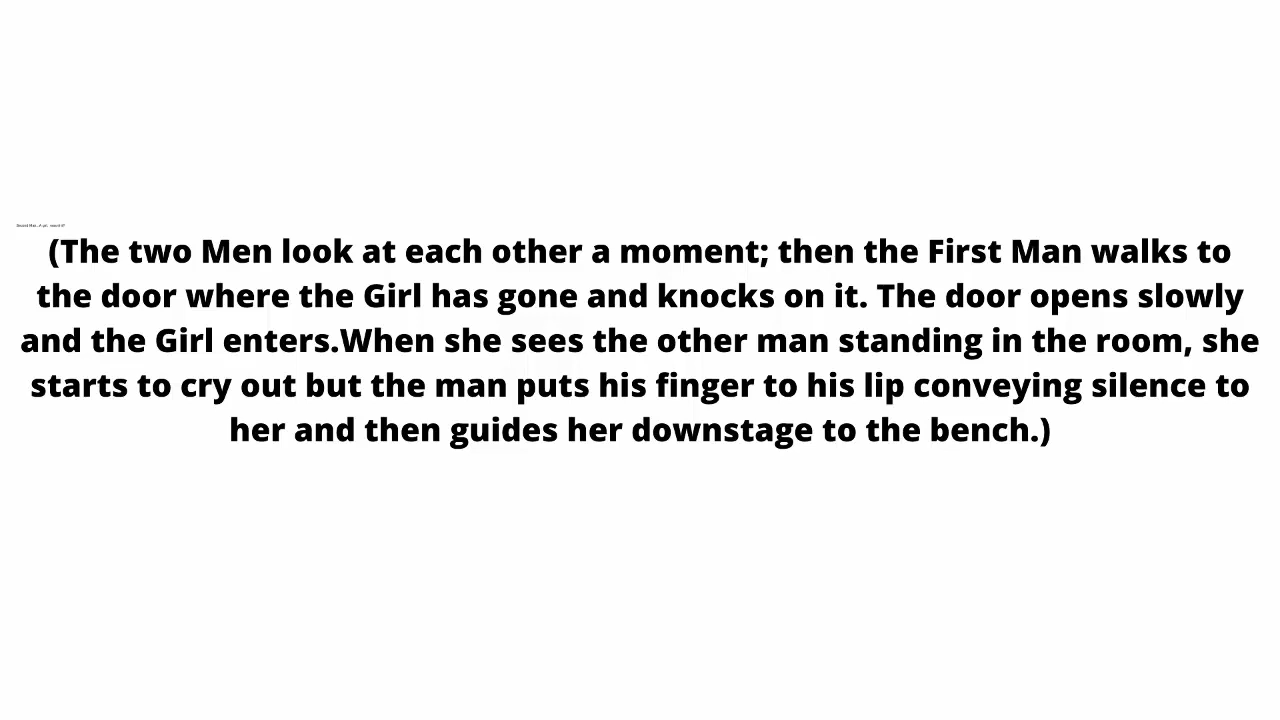 (The two Men look at each other a moment; then the First Man walks to
the door where the Girl has gone and knocks on it. The door opens slowly
and the Girl enters.When she sees the other man standing in the room, she
starts to cry out but the man puts his finger to his lip conveying silence to
her and then guides her downstage to the bench.)